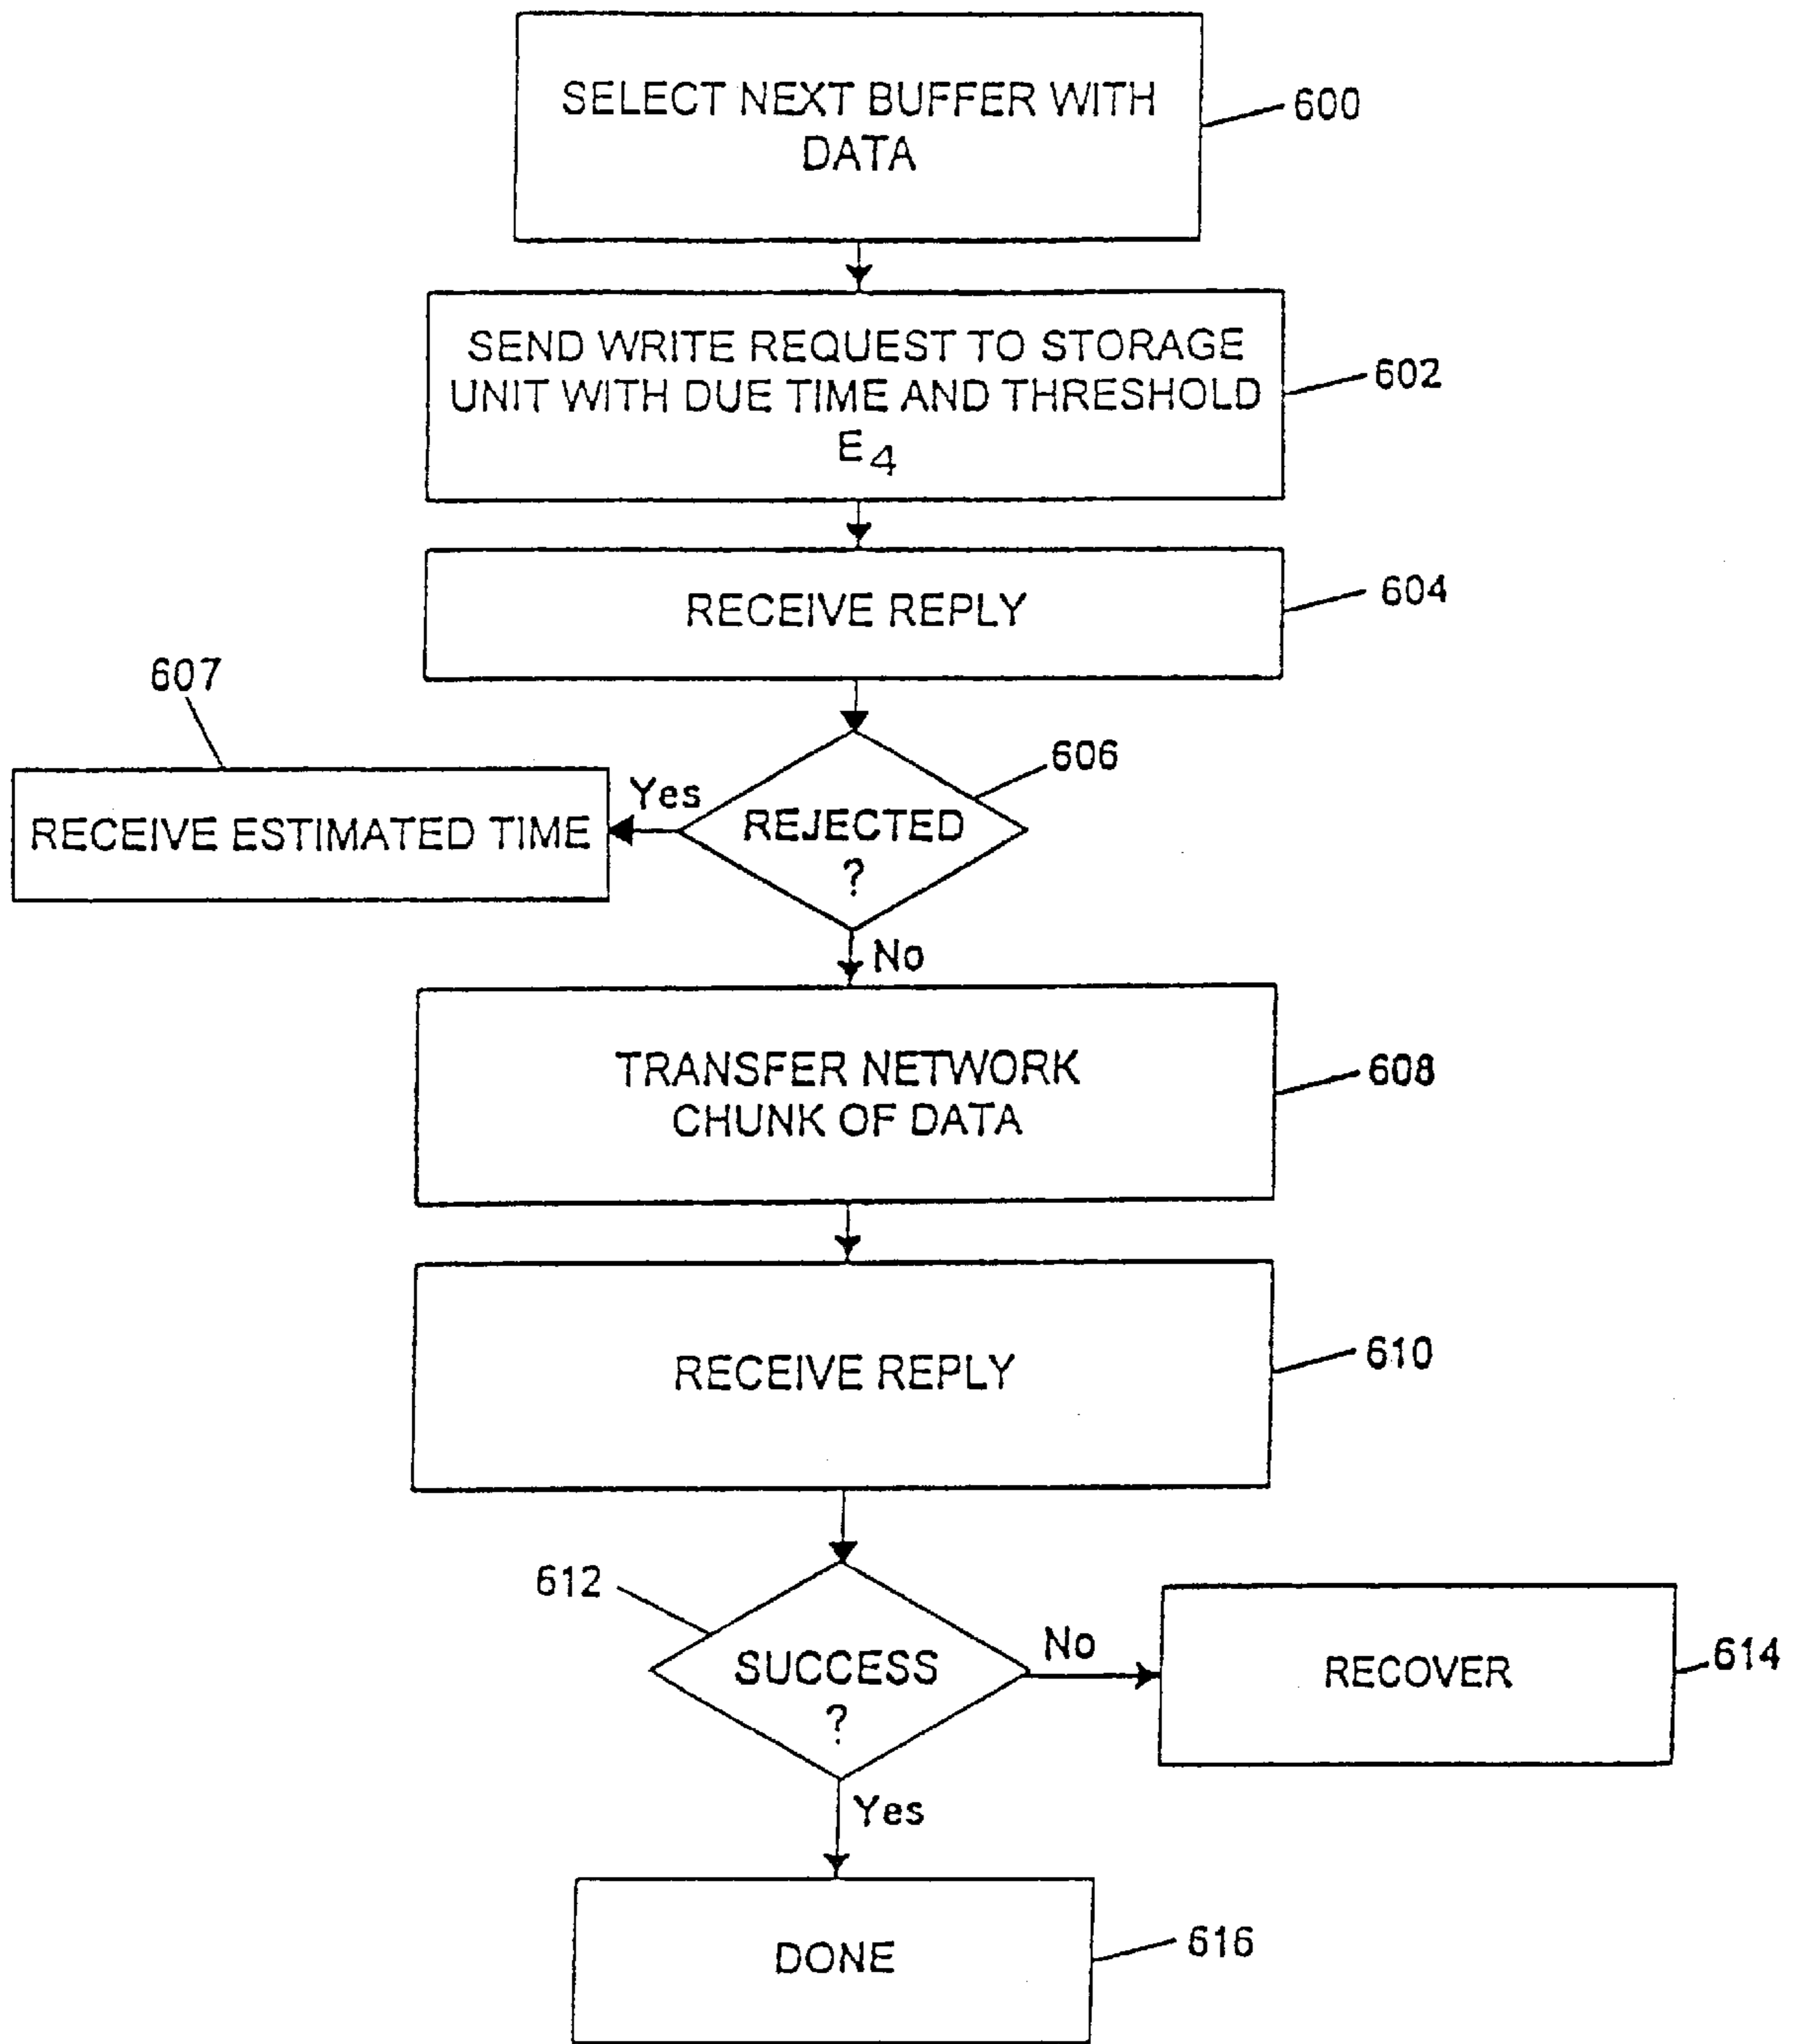 SELECT NEXT BUFFER WITH
DATA
600
SEND WRITE REQUEST TO STORAGE
UNIT WITH DUE TIME AND THRESHOLD
E4
602
RECEIVE REPLY
604
607
606
RECEIVE ESTIMATED TIME
Yes
REJECTED
?
No
TRANSFER NETWORK
CHUNK OF DATA
608
RECEIVE REPLY
610
612
SUCCESS
?
No
RECOVER
614
Yes
DONE
616